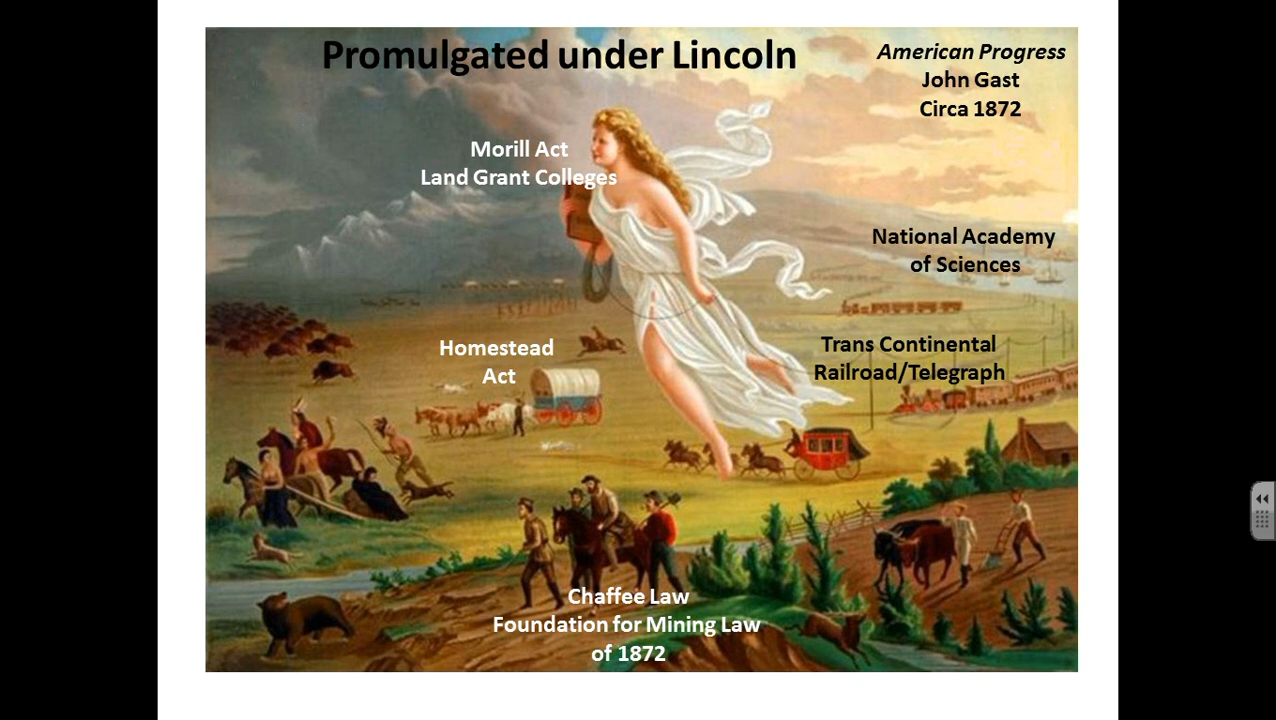 Promulgated under Lincoln
American Progress
John Gast
Circa 1872
Morill Act
Land Grant Colleges
National Academy
of Sciences
Homestead
Act
Trans Continental
Railroad/Telegraph
Chaffee Law
Foundation for Mining Law
of 1872